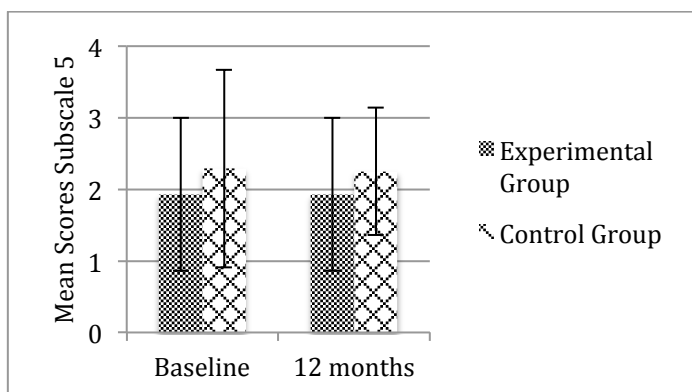 Mean Scores Subscale 5
4
3
2
1
0
Baseline
12 months
Experimental
Group
Control Group